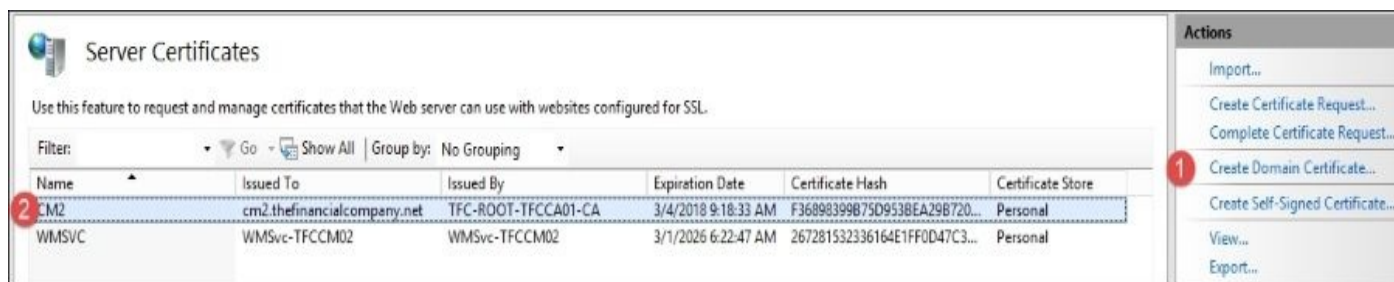 Server Certificates
Use this feature to request and manage certificates that the Web server can use with websites configured for SSL.
Filter: Go Show All Group by: No Grouping
Name Issued To Issued By Expiration Date Certificate Hash Certificate Store
2 CM2 cm2.thefinancialcompany.net TFC-ROOT-TFCCA01-CA 3/4/2018 9:18:33 AM F36898399B75D953BEA29B720... Personal
WMSVC WMSvc-TFCCM02 WMSvc-TFCCM02 3/1/2026 6:22:47 AM 267281532336164E1FF0D47C3... Personal
Actions
Import...
Create Certificate Request...
Complete Certificate Request...
1 Create Domain Certificate...
Create Self-Signed Certificate...
View...
Export...